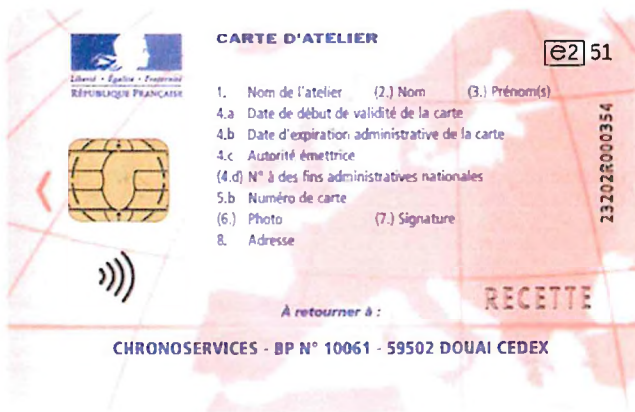 CARTE D'ATELIER
e2 51
Liberté • Égalité • Fraternité
RÉPUBLIQUE FRANÇAISE
1. Nom de l'atelier (2.) Nom (3.) Prénom(s)
4.a Date de début de validité de la carte
4.b Date d'expiration administrative de la carte
4.c Autorité émettrice
(4.d) N° à des fins administratives nationales
5.b Numéro de carte
(6.) Photo (7.) Signature
8. Adresse
23202R000354
RECETTE
À retourner à :
CHRONOSERVICES - BP N° 10061 - 59502 DOUAI CEDEX